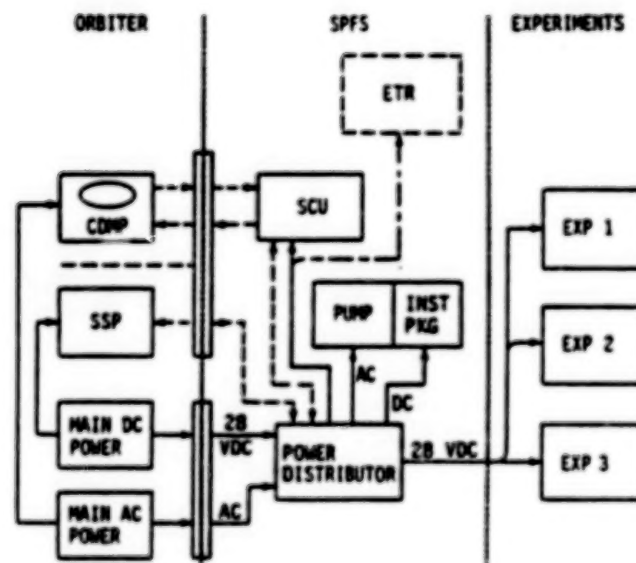 ORBITER
SPFS
EXPERIMENTS
ETR
CDMP
SCU
EXP 1
SSP
PUMP
INST
PKG
EXP 2
AC
DC
MAIN DC
POWER
28
VDC
POWER
DISTRIBUTOR
28 VDC
EXP 3
MAIN AC
POWER
AC